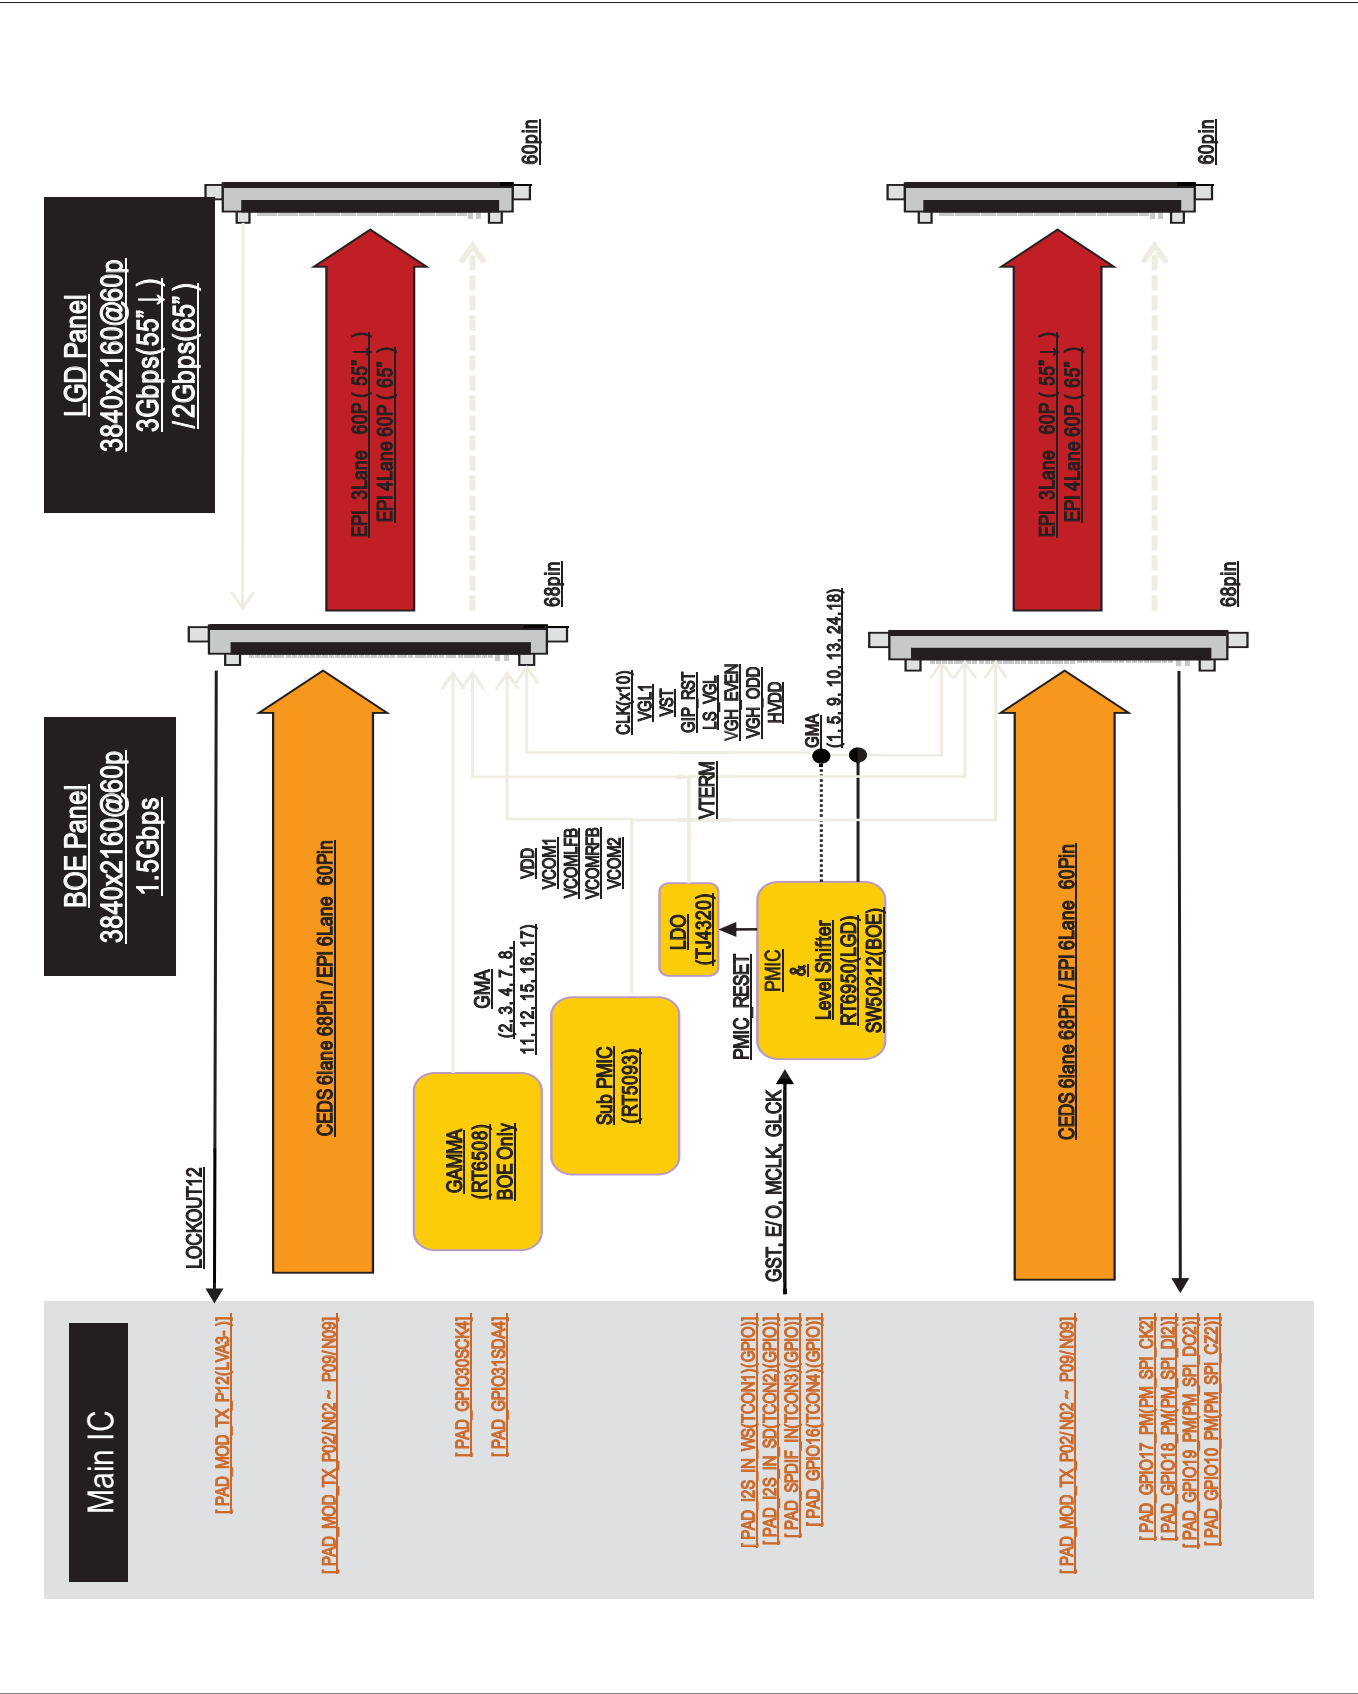 LGD Panel
3840x2160@60p
3Gbps(55”↓)
/2Gbps(65”)
60pin
60pin
EPI 3Lane 60P ( 55”↓ )
EPI 4Lane 60P ( 65” )
EPI 3Lane 60P ( 55”↓ )
EPI 4Lane 60P ( 65” )
68pin
68pin
BOE Panel
3840x2160@60p
1.5Gbps
CLK(x10)
VGL1
VST
GIP_RST
LS_VGL
VGH_EVEN
VGH_ODD
HVDD
GMA
(1, 5, 9, 10, 13, 24,18)
VTERM
VDD
VCOM1
VCOMLFB
VCOMRFB
VCOM2
CEDS 6lane 68Pin / EPI 6Lane 60Pin
GMA
(2, 3, 4, 7, 8,
11, 12, 15, 16, 17)
LDO
(TJ4320)
PMIC_RESET
PMIC
&
Level Shifter
RT6950(LGD)
SW50212(BOE)
CEDS 6lane 68Pin / EPI 6Lane 60Pin
GAMMA
(RT6508)
BOE Only
Sub PMIC
(RT5093)
GST, E/O, MCLK, GLCK
LOCKOUT12
Main IC
[ PAD_MOD_TX_P12(LVA3- )]
[ PAD_MOD_TX_P02/ N02 ~ P09/ N09]
[ PAD_GPIO30SCK4]
[ PAD_GPIO31SDA4]
[ PAD_I2S_IN_WS(TCON1)(GPIO)]
[ PAD_I2S_IN_SD(TCON2)(GPIO)]
[ PAD_SPDIF_IN(TCON3)(GPIO)]
[ PAD_GPIO16(TCON4)(GPIO)]
[ PAD_MOD_TX_P02/ N02 ~ P09/ N09]
[ PAD_GPIO17_PM(PM_SPI_CK2]
[ PAD_GPIO18_PM(PM_SPI_DI2)]
[ PAD_GPIO19_PM(PM_SPI_DO2)]
[ PAD_GPIO10_PM(PM_SPI_CZ2)]